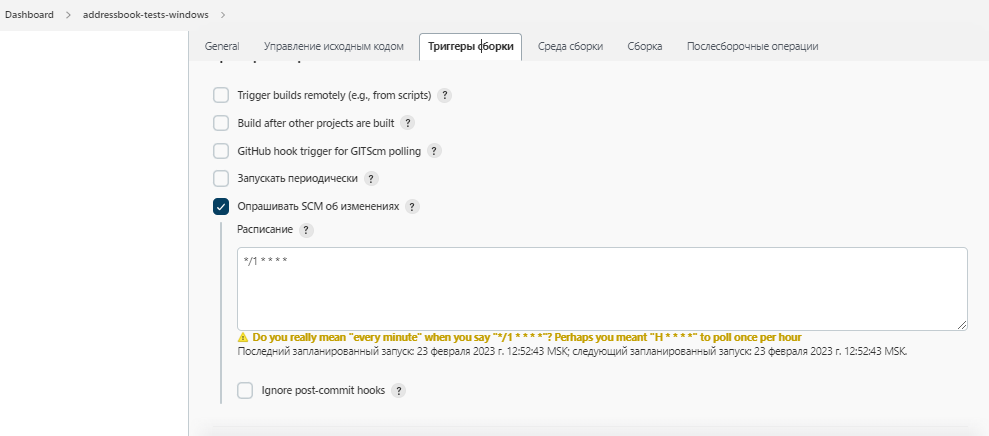 Dashboard > addressbook-tests-windows >
General Управление исходным кодом Триггеры сборки Среда сборки Сборка Послесборочные операции
Trigger builds remotely (e.g., from scripts) ?
Build after other projects are built ?
GitHub hook trigger for GITScm polling ?
Запускать периодически ?
Опрашивать SCM об изменениях ?
Расписание ?
*/1 * * * *
Do you really mean "every minute" when you say "*/1 * * * *"? Perhaps you meant "H * * * *" to poll once per hour
Последний запланированный запуск: 23 февраля 2023 г. 12:52:43 MSK; следующий запланированный запуск: 23 февраля 2023 г. 12:52:43 MSK.
Ignore post-commit hooks ?